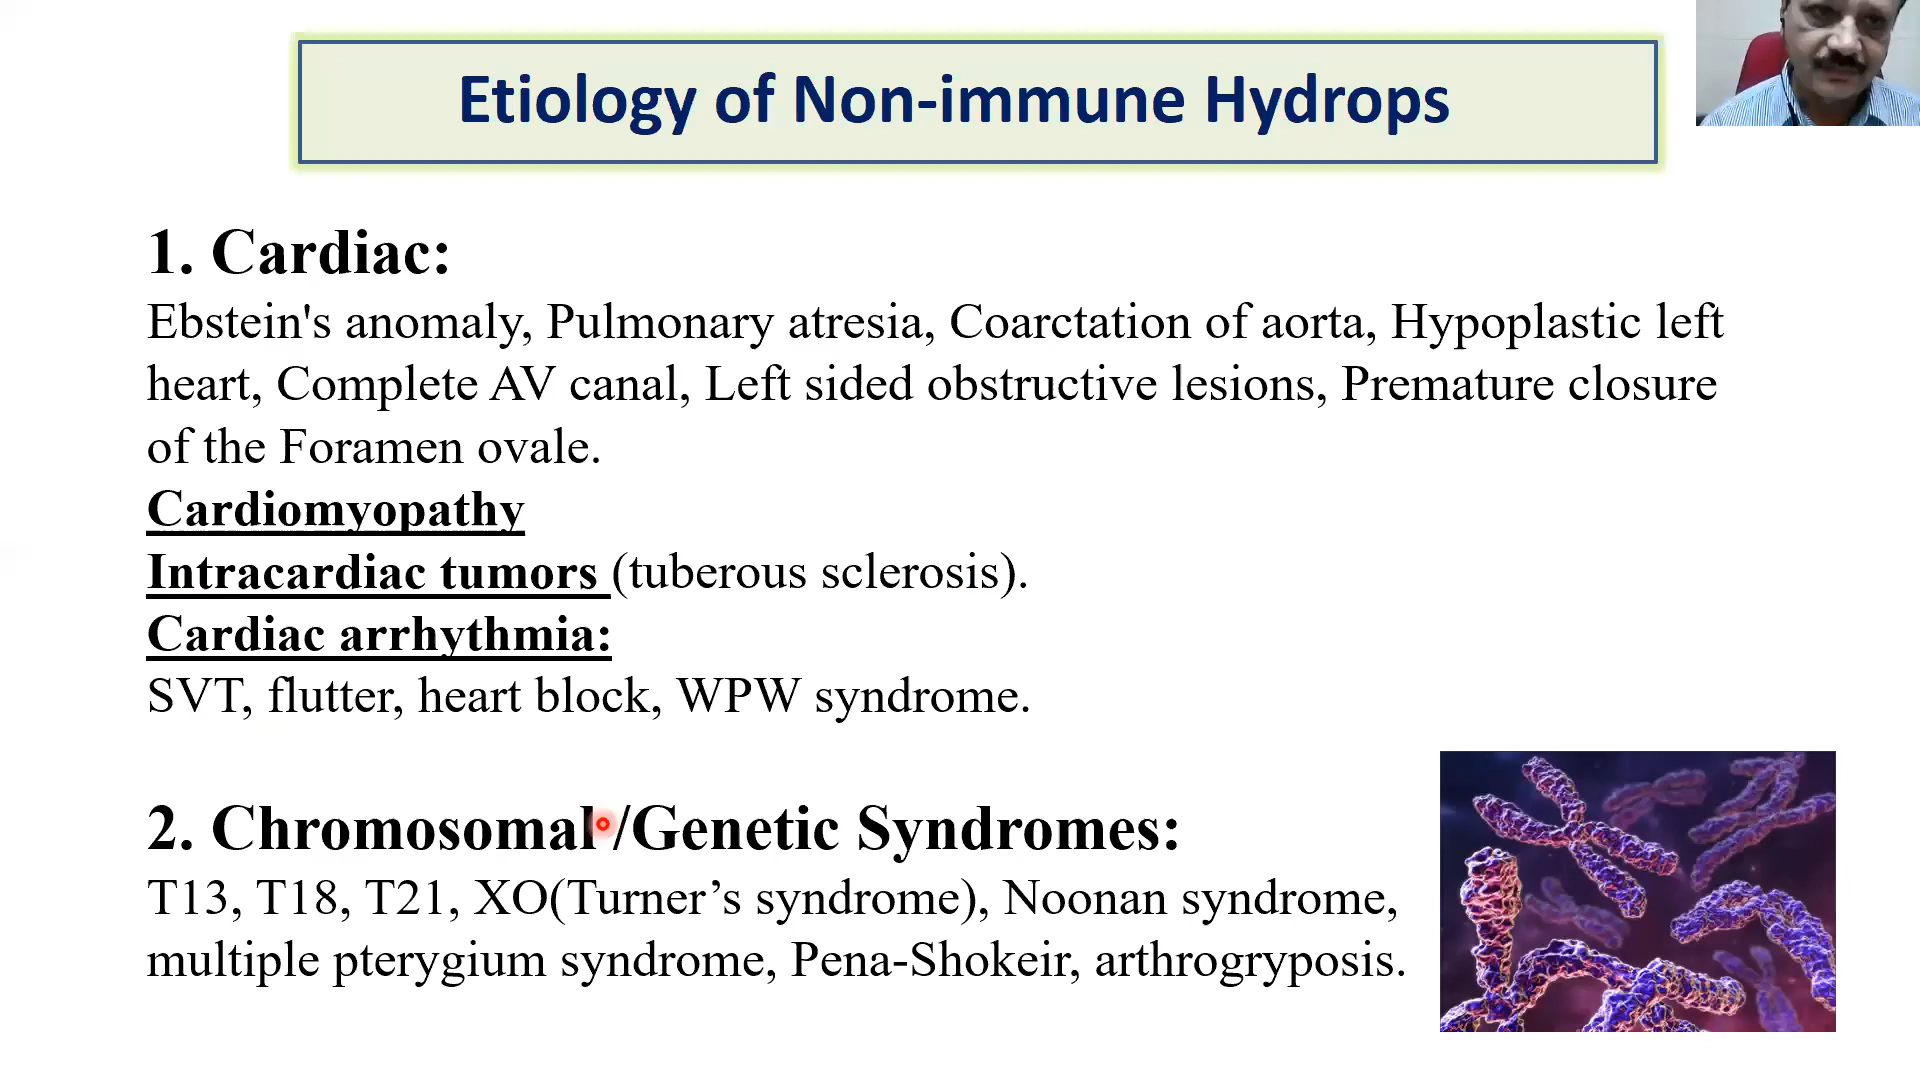 Etiology of Non-immune Hydrops
1. Cardiac:
Ebstein's anomaly, Pulmonary atresia, Coarctation of aorta, Hypoplastic left
heart, Complete AV canal, Left sided obstructive lesions, Premature closure
of the Foramen ovale.
Cardiomyopathy
Intracardiac tumors (tuberous sclerosis).
Cardiac arrhythmia:
SVT, flutter, heart block, WPW syndrome.
2. Chromosomal /Genetic Syndromes:
T13, T18, T21, XO(Turner’s syndrome), Noonan syndrome,
multiple pterygium syndrome, Pena-Shokeir, arthrogryposis.